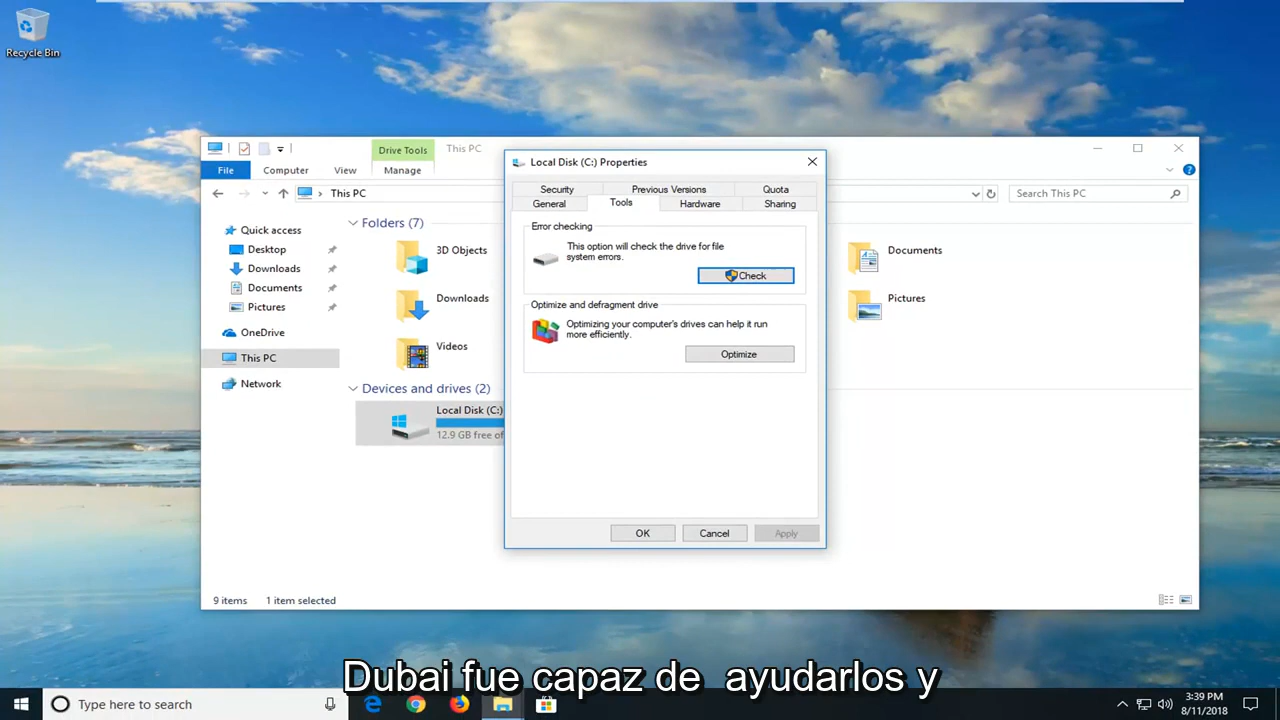 Recycle Bin
Drive Tools
This PC
File
Computer
View
Manage
This PC
Search This PC
Quick access
Desktop
Downloads
Documents
Pictures
OneDrive
This PC
Network
Folders (7)
3D Objects
Downloads
Videos
Documents
Pictures
Devices and drives (2)
Local Disk (C:)
12.9 GB free of
9 items
1 item selected
Local Disk (C:) Properties
Security
Previous Versions
Quota
General
Tools
Hardware
Sharing
Error checking
This option will check the drive for file
system errors.
Check
Optimize and defragment drive
Optimizing your computer's drives can help it run
more efficiently.
Optimize
OK
Cancel
Apply
Dubai fue capaz de ayudarlos y
Type here to search
3:39 PM
8/11/2018